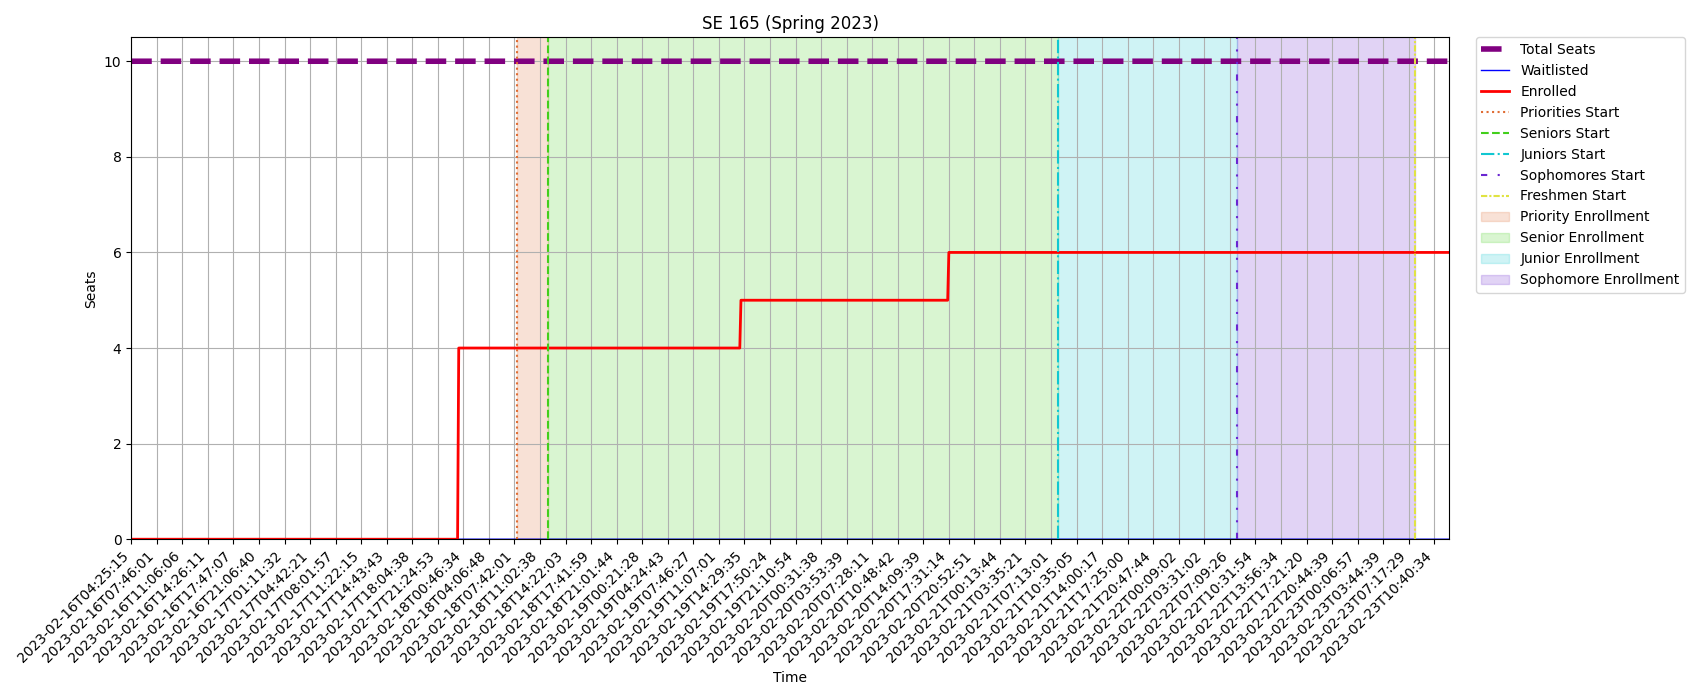 SE 165 (Spring 2023)
10
8
6
4
2
0
Seats
2023-02-16T04:25:15
2023-02-16T07:46:01
2023-02-16T11:06:06
2023-02-16T14:26:11
2023-02-16T17:47:07
2023-02-16T21:06:40
2023-02-17T01:11:32
2023-02-17T04:42:21
2023-02-17T08:01:57
2023-02-17T11:22:15
2023-02-17T14:43:43
2023-02-17T18:04:38
2023-02-17T21:24:53
2023-02-18T00:46:34
2023-02-18T04:06:48
2023-02-18T07:42:01
2023-02-18T11:02:38
2023-02-18T14:22:03
2023-02-18T17:41:59
2023-02-18T21:01:44
2023-02-19T00:21:28
2023-02-19T04:24:43
2023-02-19T07:46:27
2023-02-19T11:07:01
2023-02-19T14:29:35
2023-02-19T17:50:24
2023-02-19T21:10:54
2023-02-20T00:31:38
2023-02-20T03:53:39
2023-02-20T07:28:11
2023-02-20T10:48:42
2023-02-20T14:09:39
2023-02-20T17:31:14
2023-02-20T20:52:51
2023-02-21T00:13:44
2023-02-21T03:35:21
2023-02-21T07:13:01
2023-02-21T10:35:05
2023-02-21T14:00:17
2023-02-21T17:25:00
2023-02-21T20:47:44
2023-02-22T00:09:02
2023-02-22T03:31:02
2023-02-22T07:09:26
2023-02-22T10:31:54
2023-02-22T13:56:34
2023-02-22T17:21:20
2023-02-22T20:44:39
2023-02-23T00:06:57
2023-02-23T03:44:39
2023-02-23T07:17:29
2023-02-23T10:40:34
Time
Total Seats
Waitlisted
Enrolled
Priorities Start
Seniors Start
Juniors Start
Sophomores Start
Freshmen Start
Priority Enrollment
Senior Enrollment
Junior Enrollment
Sophomore Enrollment